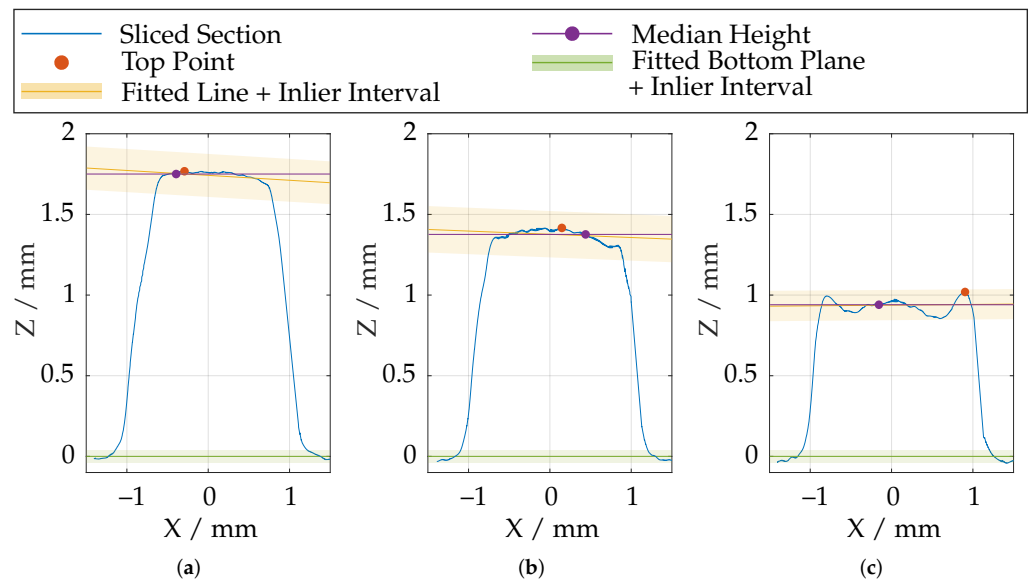 Sliced Section
Top Point
Fitted Line + Inlier Interval
Median Height
Fitted Bottom Plane
+ Inlier Interval
2
1.5
1
0.5
0
Z / mm
−1 0 1
X / mm
(a)
2
1.5
1
0.5
0
Z / mm
−1 0 1
X / mm
(b)
2
1.5
1
0.5
0
Z / mm
−1 0 1
X / mm
(c)